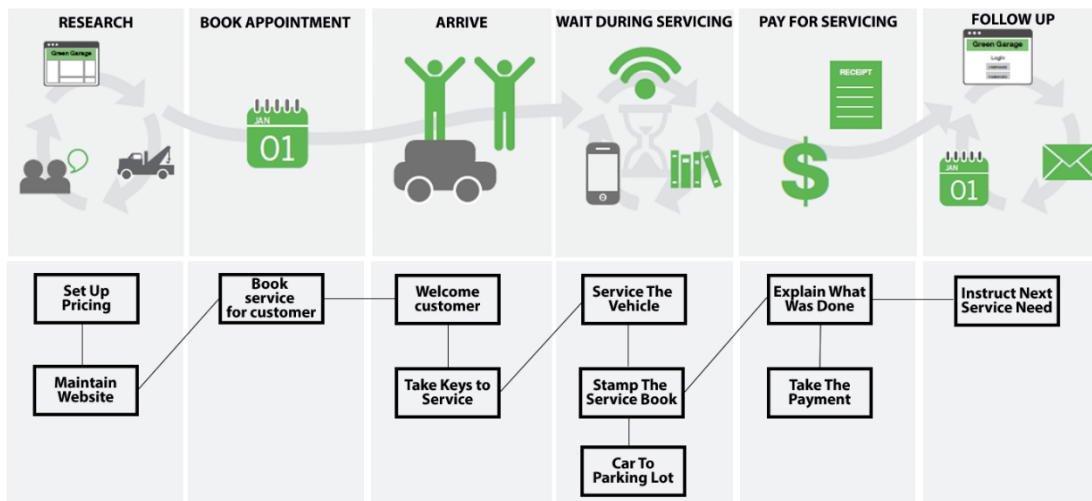 RESEARCH
BOOK APPOINTMENT
ARRIVE
WAIT DURING SERVICING
PAY FOR SERVICING
FOLLOW UP
Green Garage
JAN
01
RECEIPT
$
Green Garage
Login
JAN
01
Set Up
Pricing
Maintain
Website
Book
service
for customer
Welcome
customer
Take Keys to
Service
Service The
Vehicle
Stamp The
Service Book
Car To
Parking Lot
Explain What
Was Done
Take The
Payment
Instruct Next
Service Need